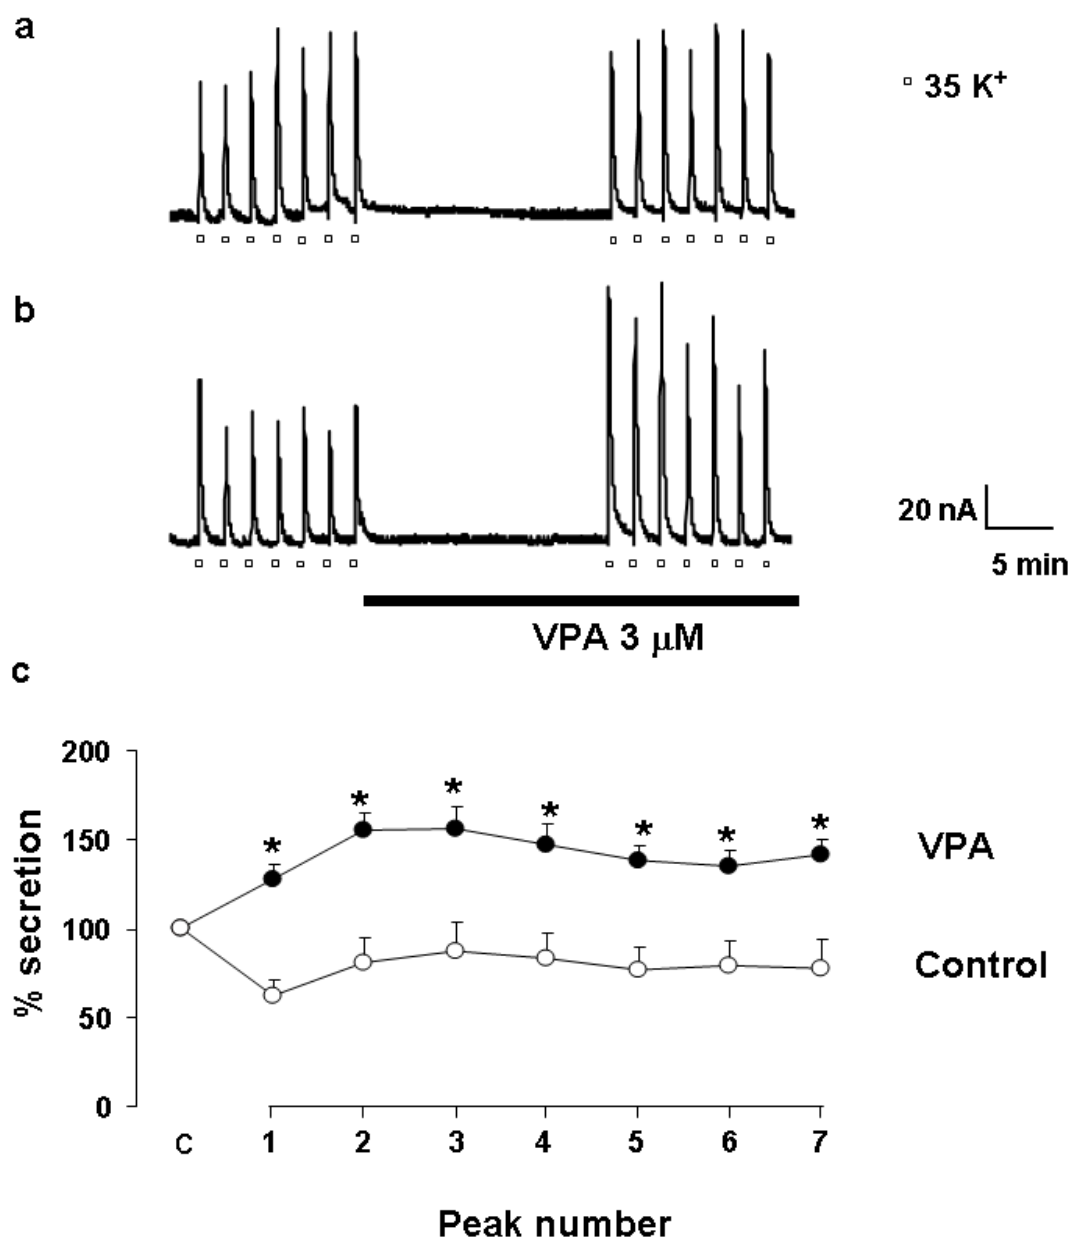 a
35 K+
b
20 nA
5 min
VPA 3 μM
c
200
150
100
50
0
% secretion
* * * * * * *
VPA
Control
C 1 2 3 4 5 6 7
Peak number